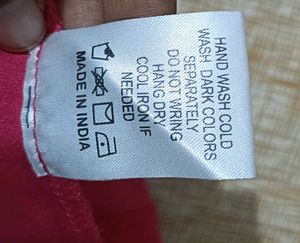 HAND WASH COLD
WASH DARK COLORS
SEPARATELY
DO NOT WRING
HANG DRY
COOL IRON IF
NEEDED
MADE IN INDIA